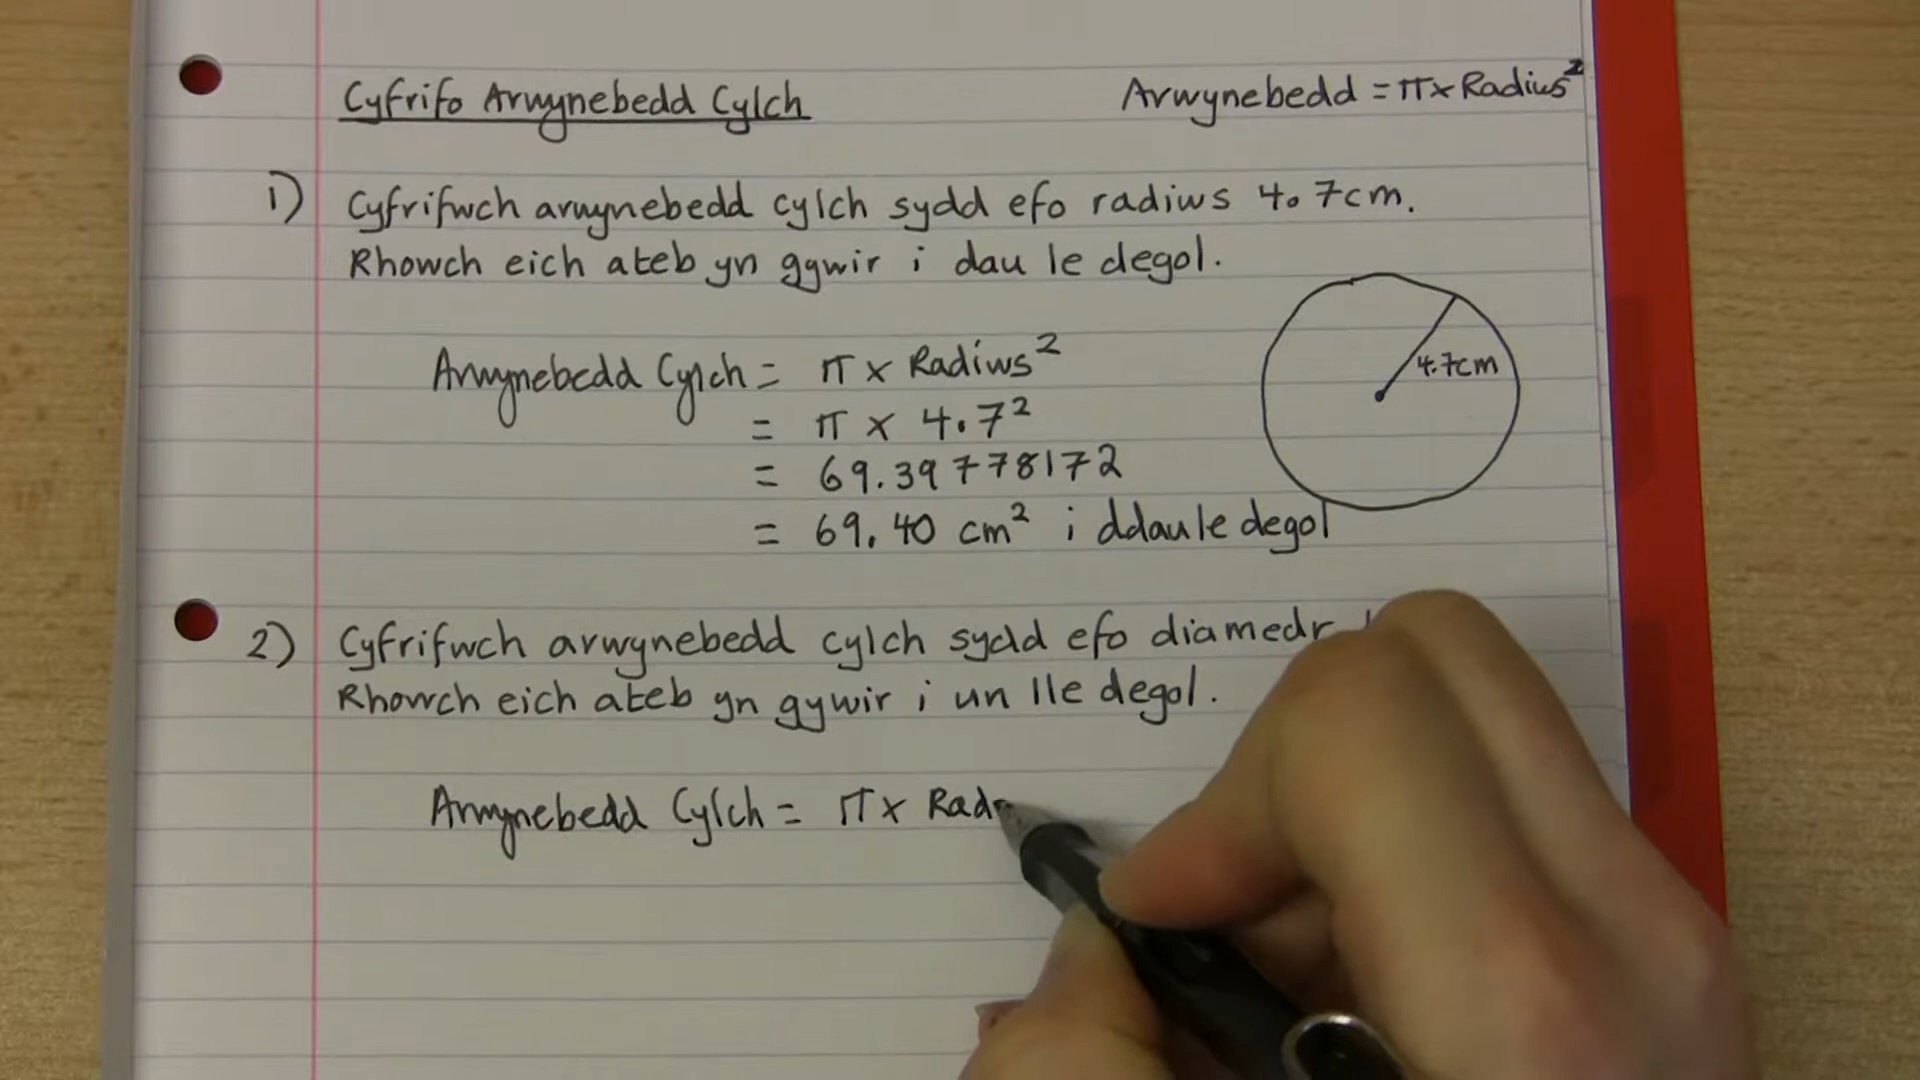 Cyfrifo Arwynebedd Cylch
Arwynebedd = π x Radiws²
1) Cyfrifwch arwynebedd cylch sydd efo radiws 4.7cm.
Rhowch eich ateb yn gywir i dau le degol.
4.7cm
Arwynebedd Cylch = π x Radiws²
= π x 4.7²
= 69.39778172
= 69.40 cm² i ddau le degol
2) Cyfrifwch arwynebedd cylch sydd efo diamedr
Rhowch eich ateb yn gywir i un lle degol.
Arwynebedd Cylch = π x Rad